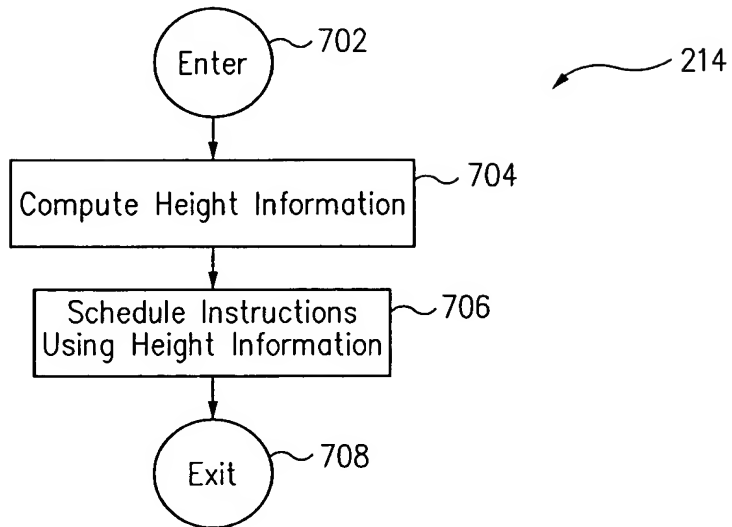 Enter
702
214
Compute Height Information
704
Schedule Instructions
Using Height Information
706
Exit
708